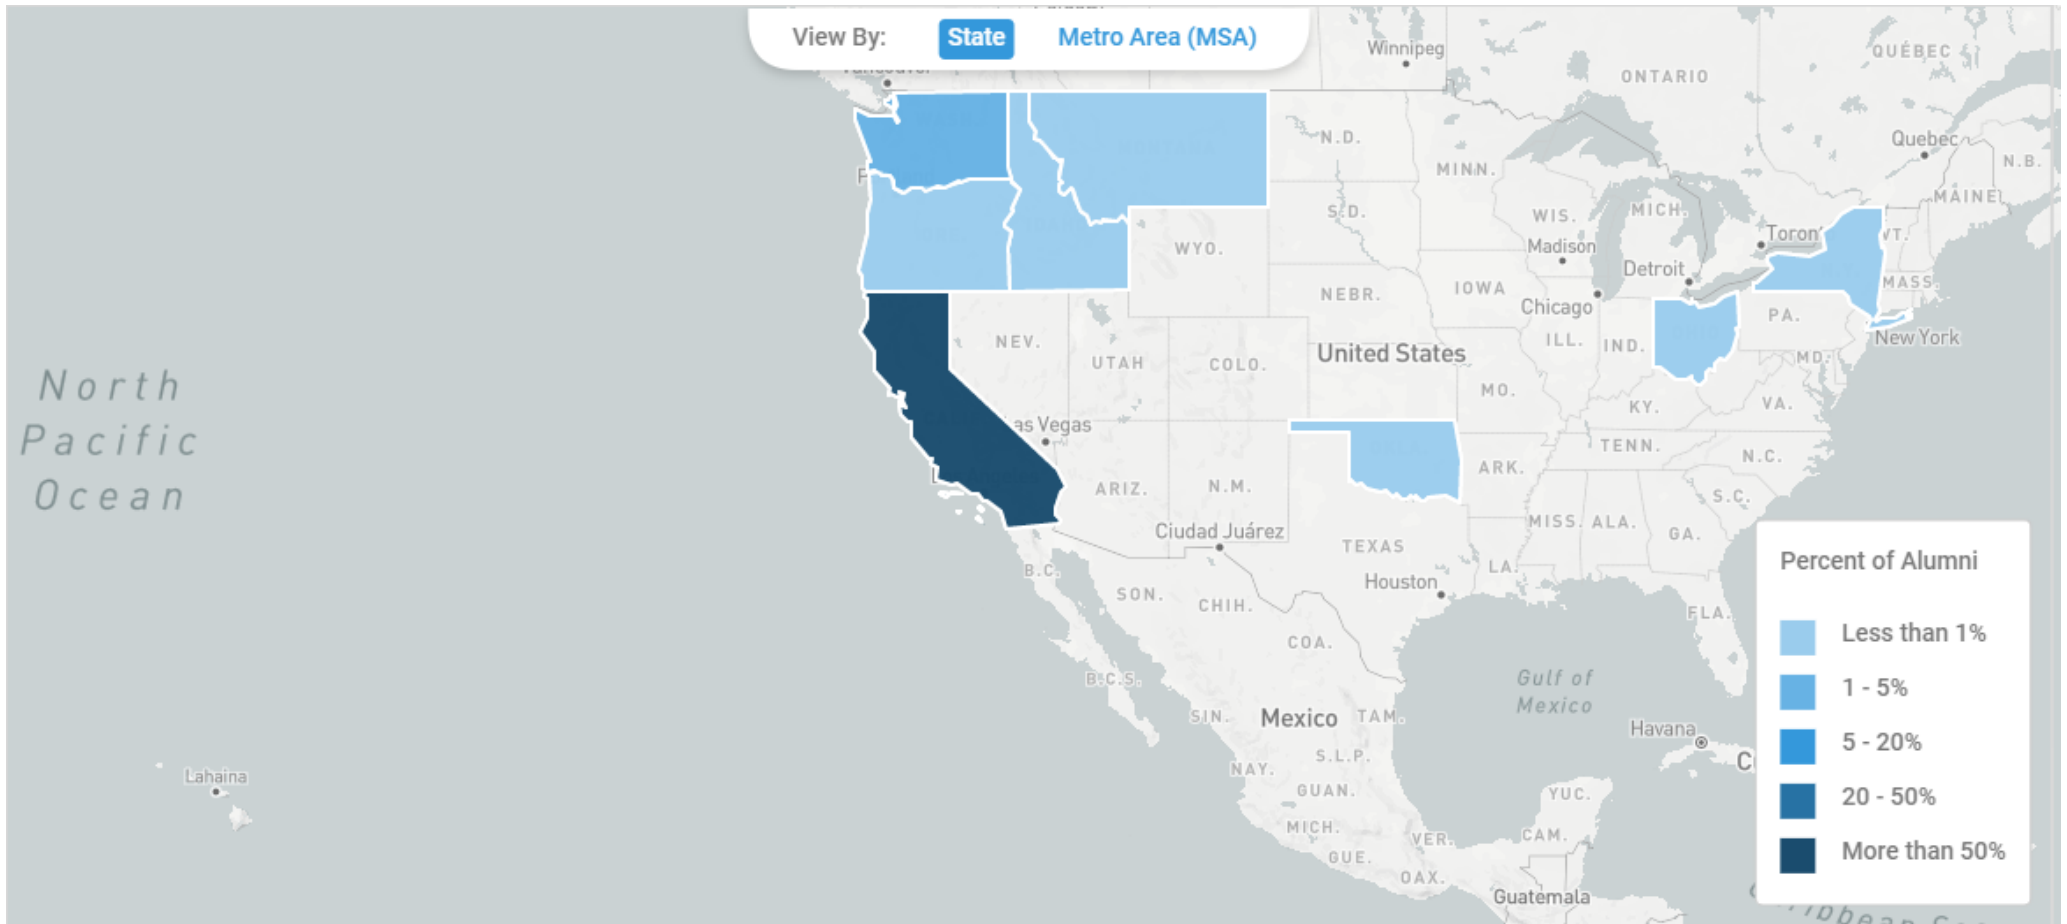 View By: State Metro Area (MSA)
Winnipeg
ONTARIO
QUÉBEC
Quebec
N.B.
MAINE
N.D.
MINN.
S.D.
WIS.
MICH.
Toron
VT.
Madison
Detroit
MASS.
WYO.
NEBR.
IOWA
Chicago
ILL.
IND.
PA.
New York
MD.
NEV.
UTAH
COLO.
United States
MO.
KY.
VA.
as Vegas
TENN.
N.C.
ARIZ.
N.M.
ARK.
S.C.
MISS.
ALA.
GA.
Ciudad Juárez
TEXAS
LA.
Houston
FLA.
North
Pacific
Ocean
B.C.
SON.
CHIH.
COA.
B.C.S.
Gulf of
Mexico
SIN.
Mexico
TAM.
Havana
S.L.P.
NAY.
GUAN.
YUC.
MICH.
VER.
CAM.
GUE.
OAX.
Guatemala
Lahaina
Percent of Alumni
Less than 1%
1 - 5%
5 - 20%
20 - 50%
More than 50%